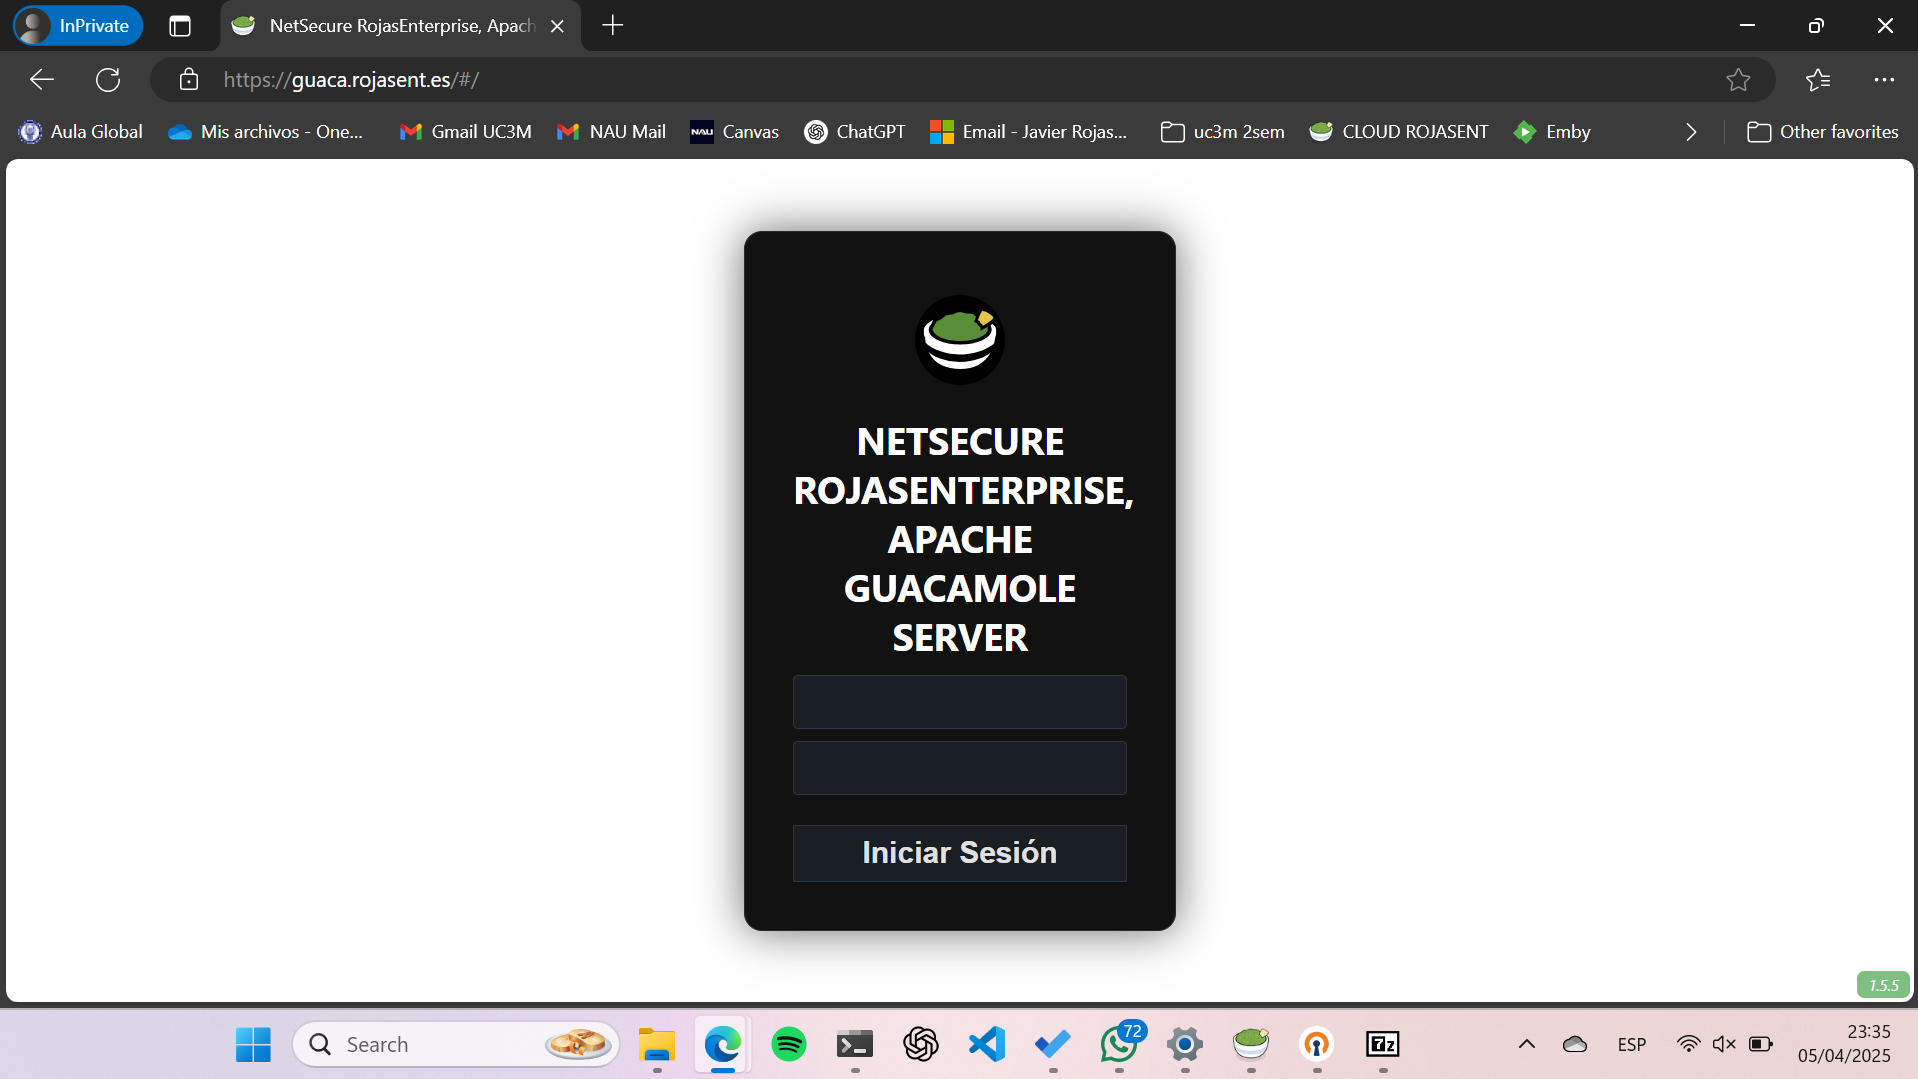 InPrivate
NetSecure RojasEnterprise, Apach
https://guaca.rojasent.es/#/
Aula Global
Mis archivos - One...
Gmail UC3M
NAU Mail
NAU
Canvas
ChatGPT
Email - Javier Rojas...
uc3m 2sem
CLOUD ROJASENT
Emby
Other favorites
NETSECURE
ROJASENTERPRISE,
APACHE
GUACAMOLE
SERVER
Iniciar Sesión
1.5.5
Search
72
7z
ESP
23:35
05/04/2025